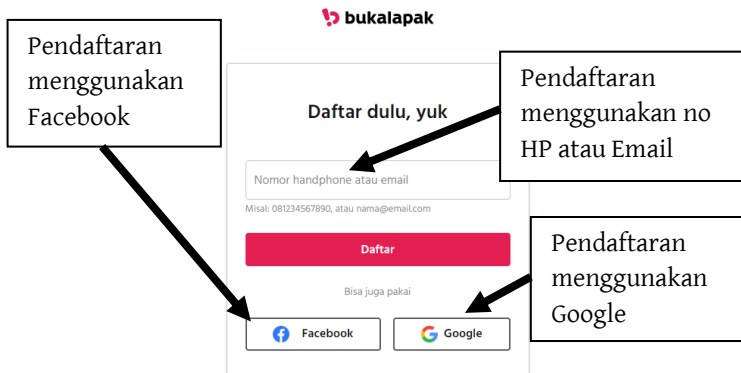 bukalapak
Pendaftaran
menggunakan
Facebook
Pendaftaran
menggunakan no
HP atau Email
Daftar dulu, yuk
Nomor handphone atau email
Misal: 081234567890, atau nama@email.com
Daftar
Pendaftaran
menggunakan
Google
Bisa juga pakai
Facebook
Google